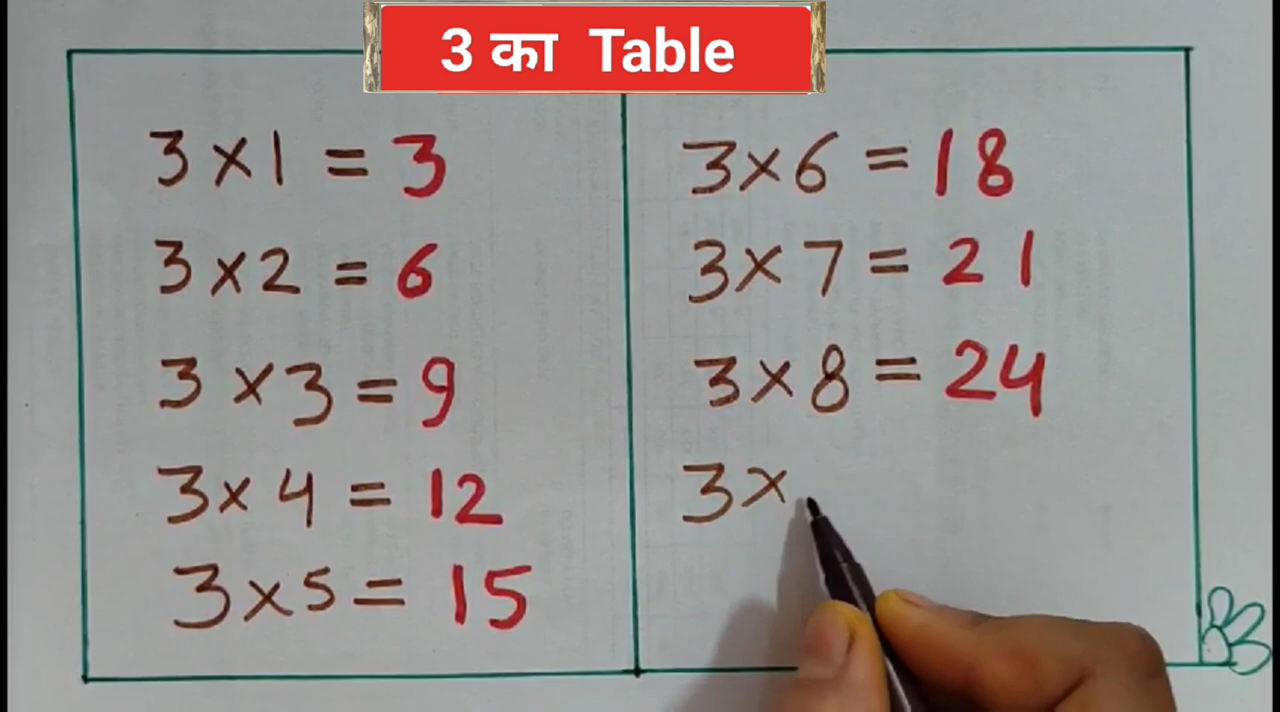 3 का Table
3 × 1 = 3
3 × 2 = 6
3 × 3 = 9
3 × 4 = 12
3 × 5 = 15
3 × 6 = 18
3 × 7 = 21
3 × 8 = 24
3 ×